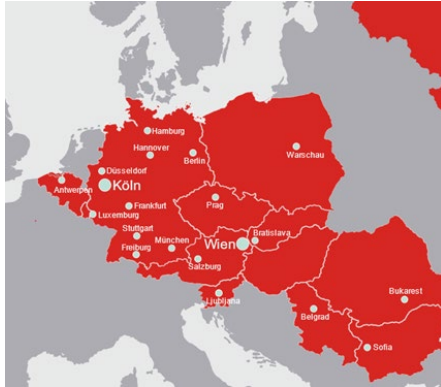 Hamburg
Hannover
Berlin
Warschau
Düsseldorf
Antwerpen
Köln
Prag
Frankfurt
Luxemburg
Stuttgart
Bratislava
München
Wien
Freiburg
Salzburg
Ljubljana
Bukarest
Belgrad
Sofia